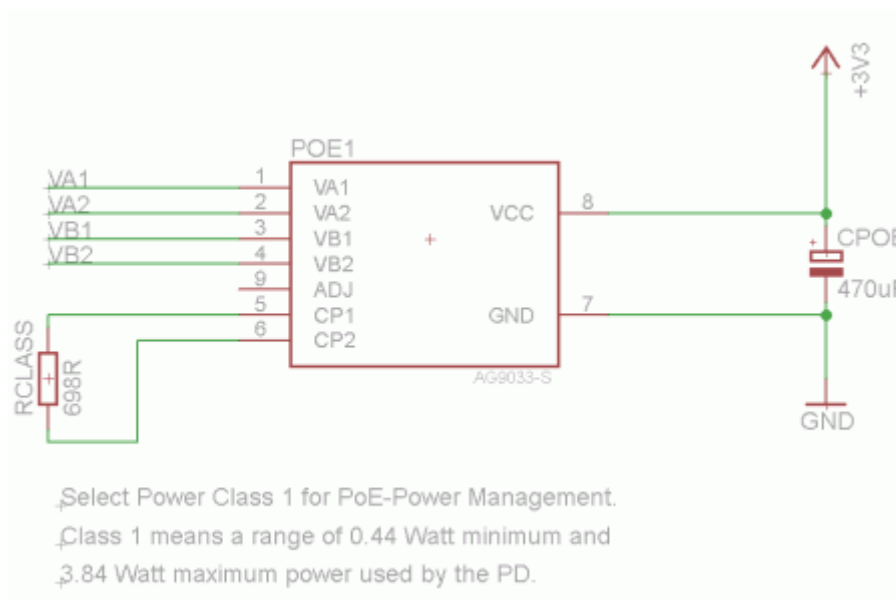 +3V3
POE1
VA1 1 VA1
VA2 2 VA2 VCC 8
VB1 3 VB1
VB2 4 VB2
9 ADJ
5 CP1 GND 7
6 CP2
AG9033-S
+ CPOE
470uF
GND
RCLASS
698R
Select Power Class 1 for PoE-Power Management.
Class 1 means a range of 0.44 Watt minimum and
3.84 Watt maximum power used by the PD.